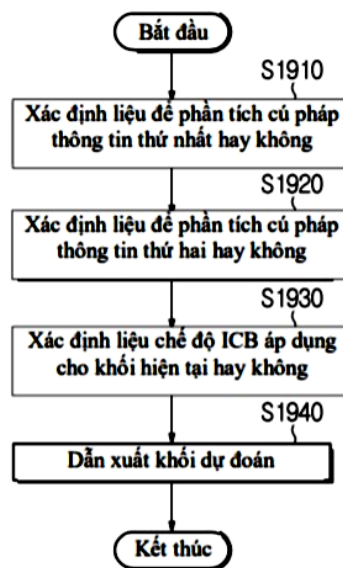 Bắt đầu
S1910
Xác định liệu để phần tích cú pháp
thông tin thứ nhất hay không
S1920
Xác định liệu để phần tích cú pháp
thông tin thứ hai hay không
S1930
Xác định liệu chế độ ICB áp dụng
cho khối hiện tại hay không
S1940
Dẫn xuất khối dự đoán
Kết thúc